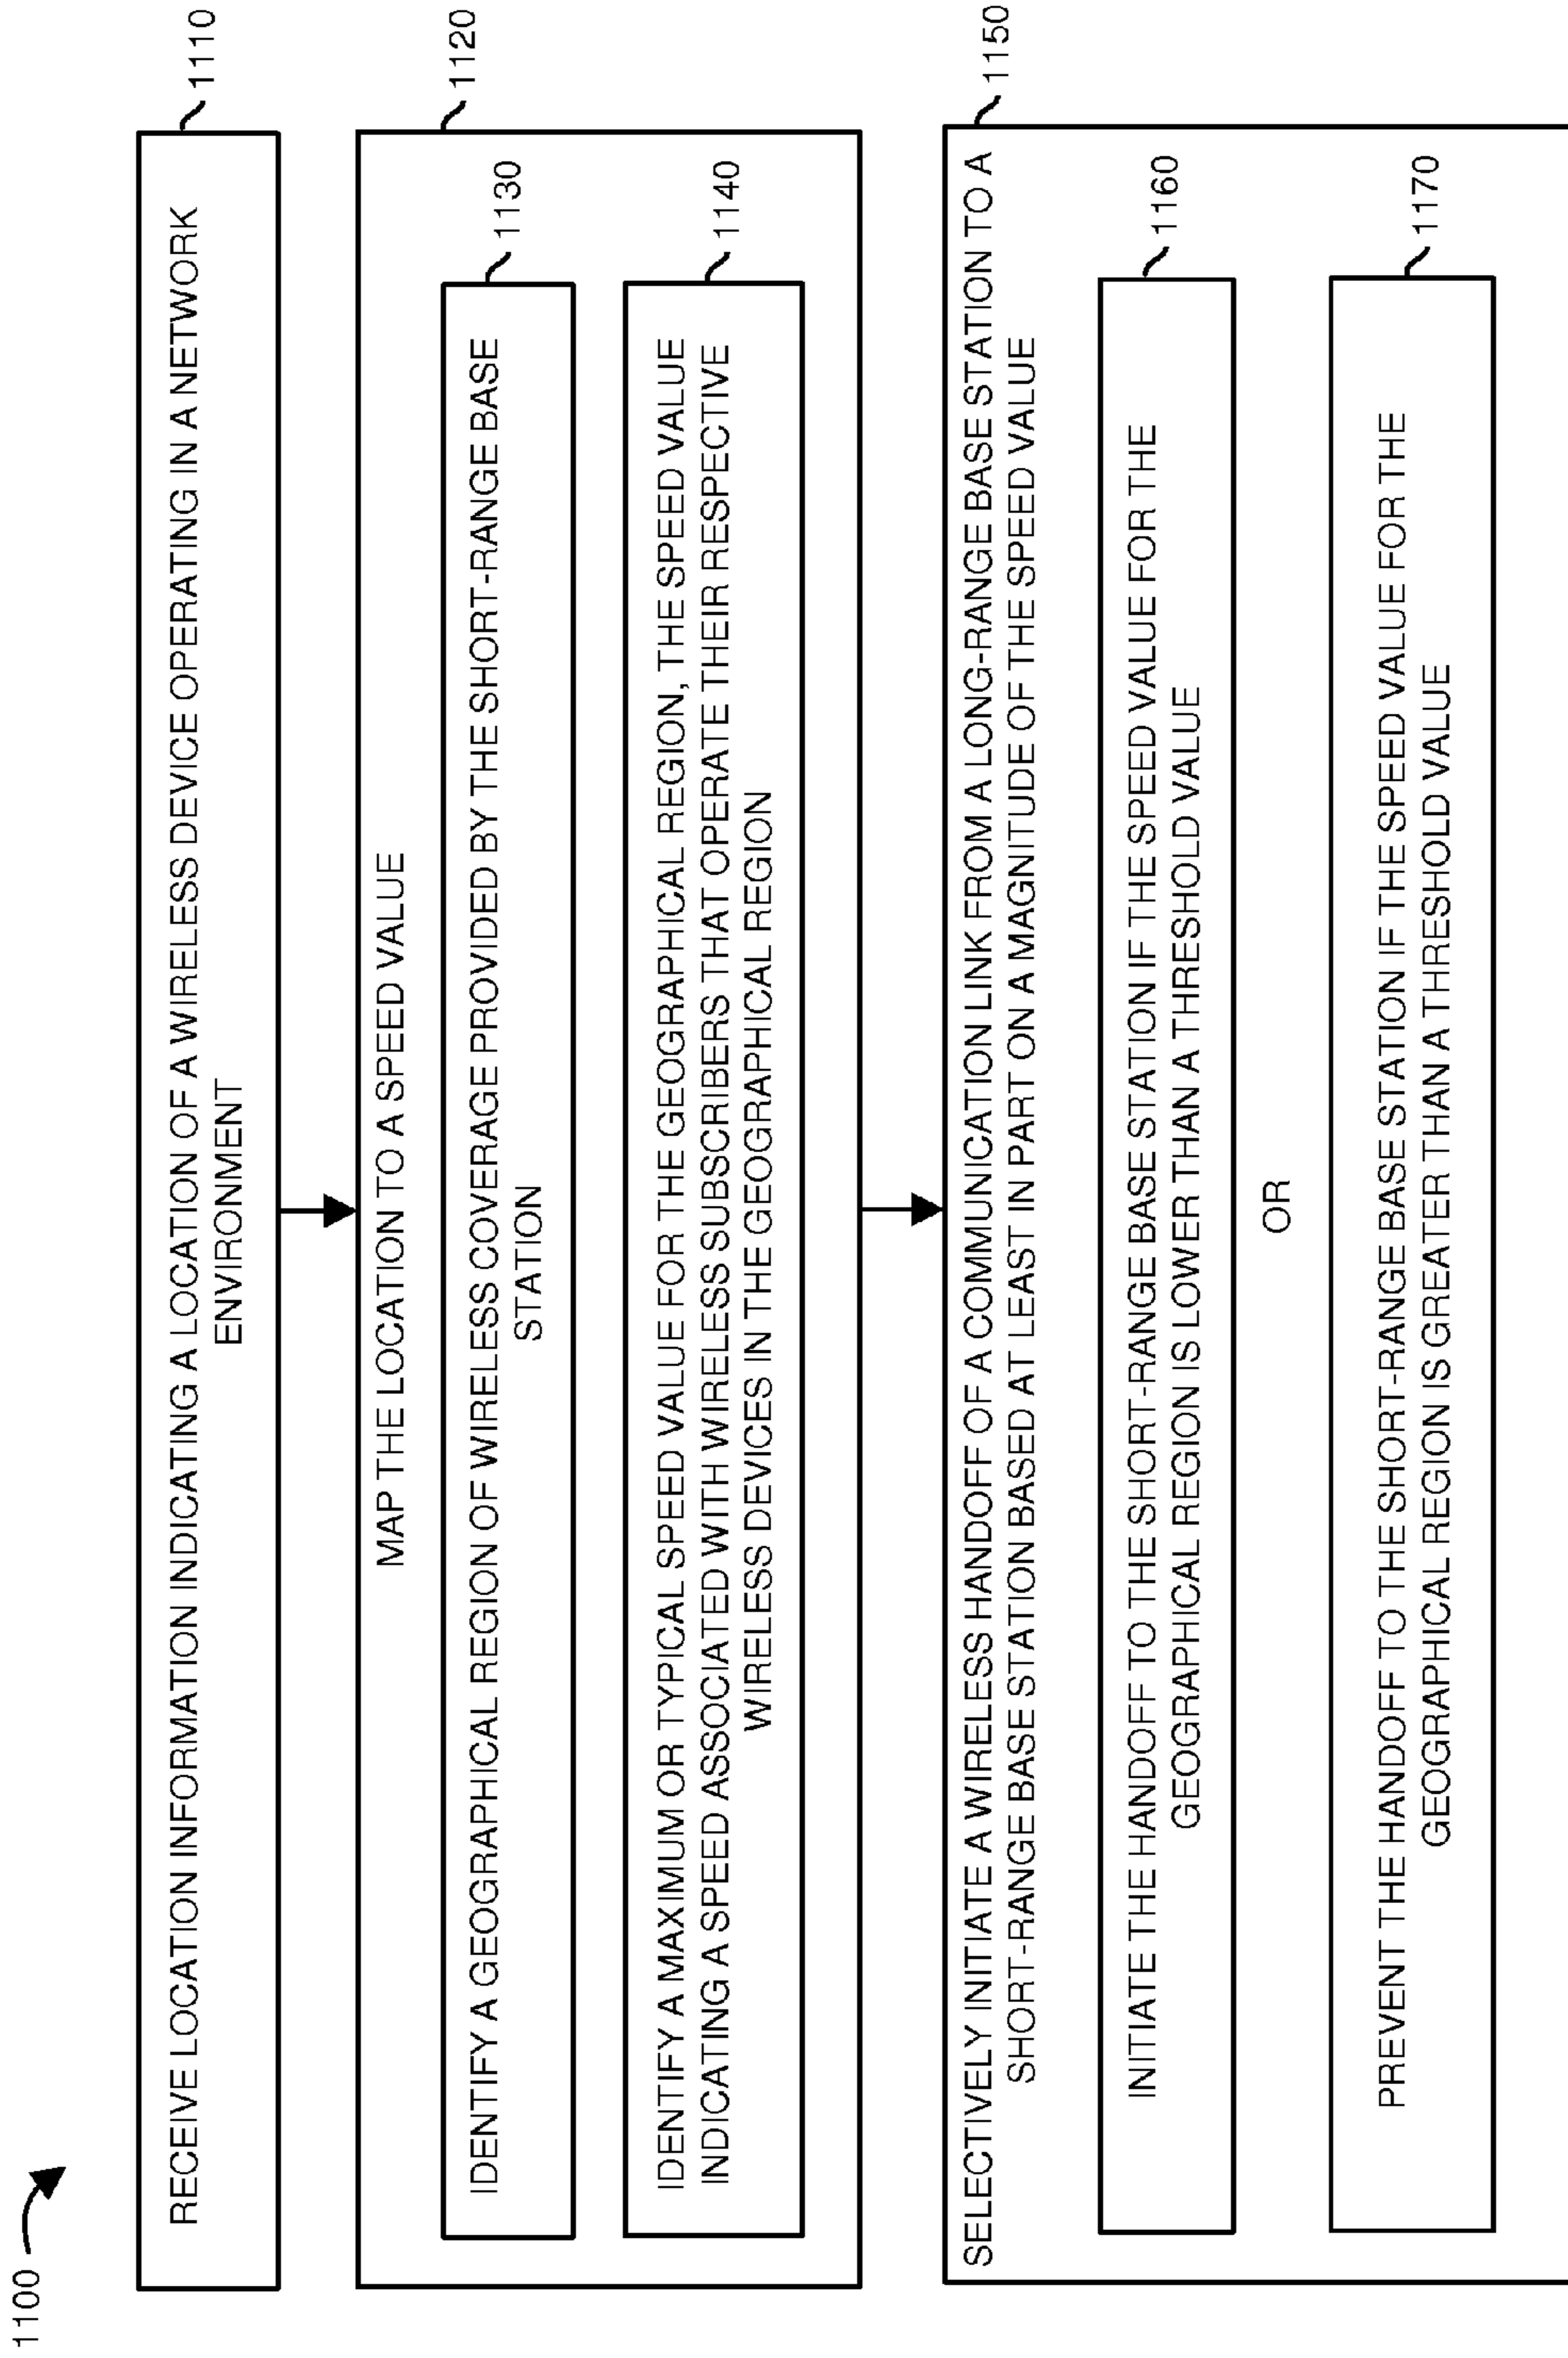 1100
RECEIVE LOCATION INFORMATION INDICATING A LOCATION OF A WIRELESS DEVICE OPERATING IN A NETWORK
ENVIRONMENT
1110
MAP THE LOCATION TO A SPEED VALUE
1120
IDENTIFY A GEOGRAPHICAL REGION OF WIRELESS COVERAGE PROVIDED BY THE SHORT-RANGE BASE
STATION
1130
IDENTIFY A MAXIMUM OR TYPICAL SPEED VALUE FOR THE GEOGRAPHICAL REGION, THE SPEED VALUE
INDICATING A SPEED ASSOCIATED WITH WIRELESS SUBSCRIBERS THAT OPERATE THEIR RESPECTIVE
WIRELESS DEVICES IN THE GEOGRAPHICAL REGION
1140
SELECTIVELY INITIATE A WIRELESS HANDOFF OF A COMMUNICATION LINK FROM A LONG-RANGE BASE STATION TO A
SHORT-RANGE BASE STATION BASED AT LEAST IN PART ON A MAGNITUDE OF THE SPEED VALUE
1150
INITIATE THE HANDOFF TO THE SHORT-RANGE BASE STATION IF THE SPEED VALUE FOR THE
GEOGRAPHICAL REGION IS LOWER THAN A THRESHOLD VALUE
1160
OR
PREVENT THE HANDOFF TO THE SHORT-RANGE BASE STATION IF THE SPEED VALUE FOR THE
GEOGRAPHICAL REGION IS GREATER THAN A THRESHOLD VALUE
1170